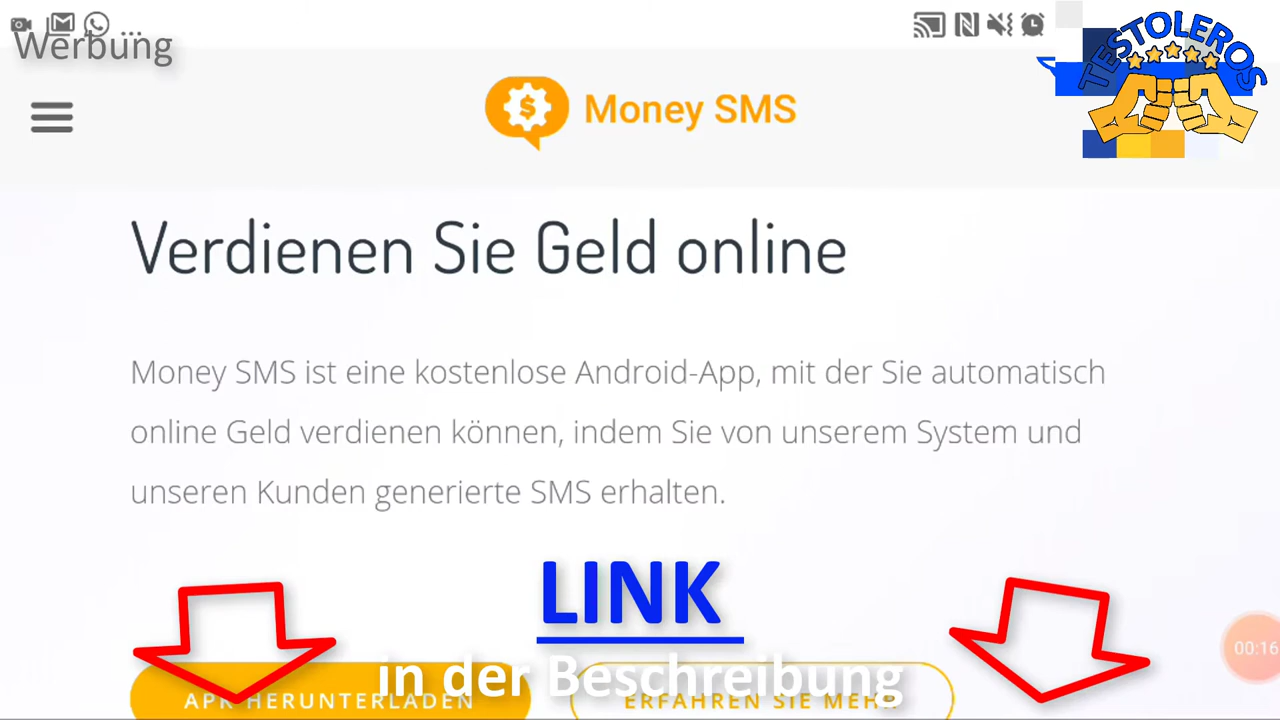 Werbung
TESTOLEROS
$ Money SMS
Verdienen Sie Geld online
Money SMS ist eine kostenlose Android-App, mit der Sie automatisch
online Geld verdienen können, indem Sie von unserem System und
unseren Kunden generierte SMS erhalten.
LINK
in der Beschreibung
00:16
APK HERUNTERLADEN
ERFAHREN SIE MEHR